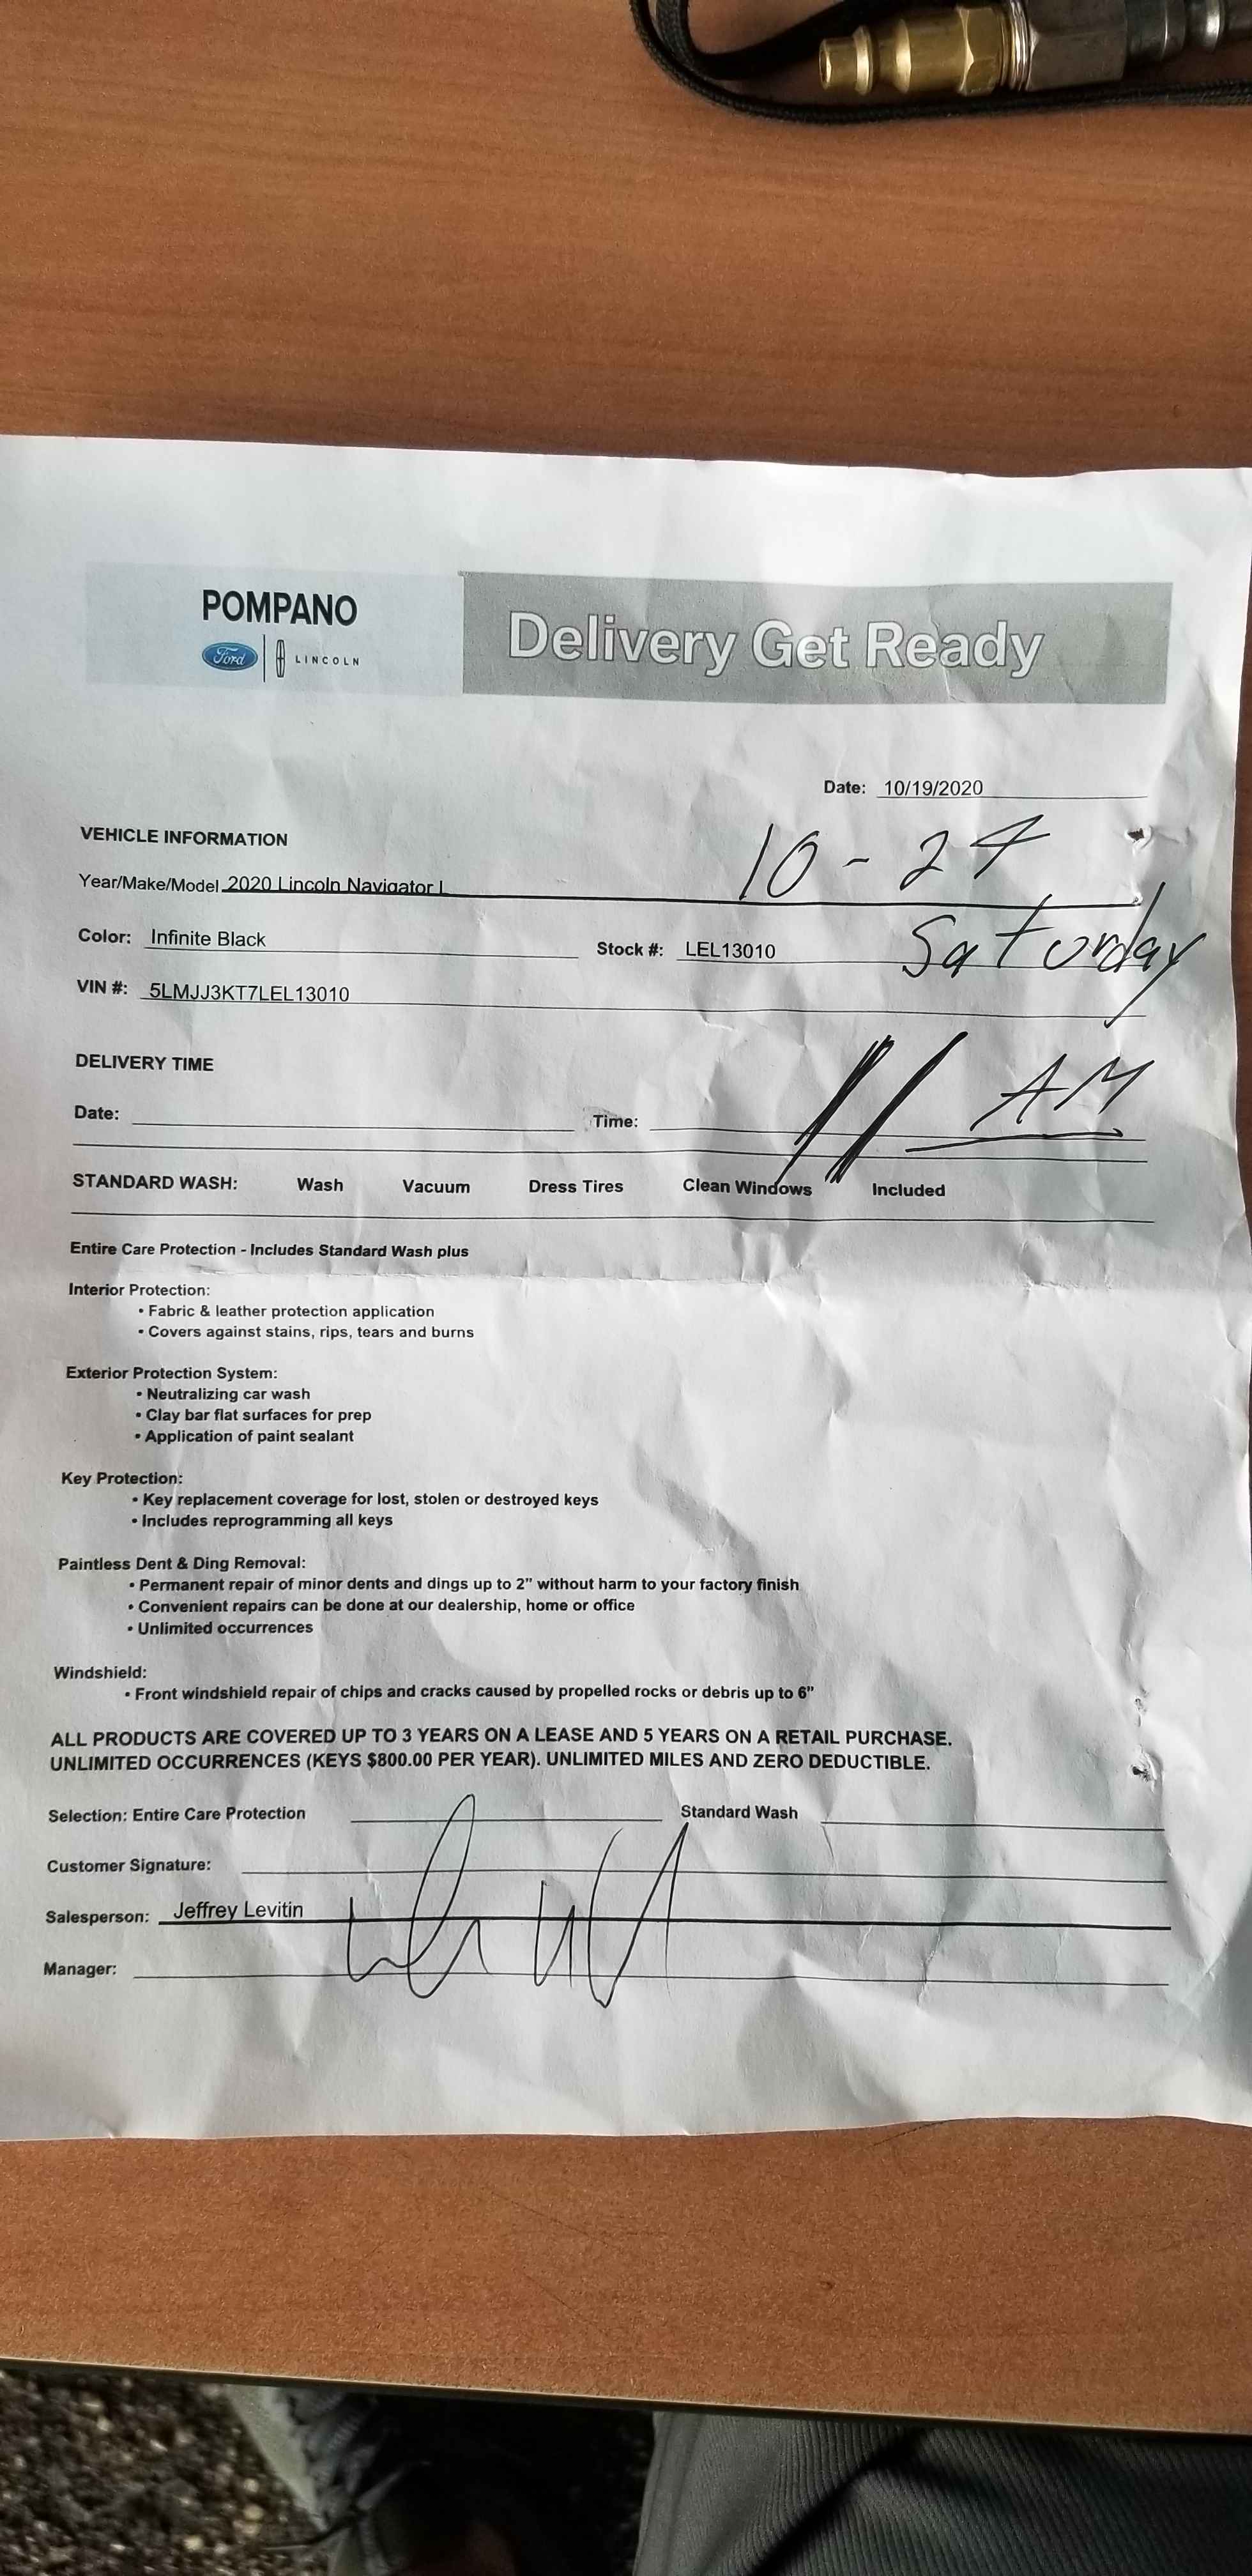 POMPANO
Ford LINCOLN
Delivery Get Ready
Date: 10/19/2020
VEHICLE INFORMATION
10-24
Year/Make/Model 2020 Lincoln Navigator L
Saturday
Color: Infinite Black Stock #: LEL13010
VIN #: 5LMJJ3KT7LEL13010
DELIVERY TIME
11 AM
Date: Time:
STANDARD WASH: Wash Vacuum Dress Tires Clean Windows Included
Entire Care Protection - Includes Standard Wash plus
Interior Protection:
• Fabric & leather protection application
• Covers against stains, rips, tears and burns
Exterior Protection System:
• Neutralizing car wash
• Clay bar flat surfaces for prep
• Application of paint sealant
Key Protection:
• Key replacement coverage for lost, stolen or destroyed keys
• Includes reprogramming all keys
Paintless Dent & Ding Removal:
• Permanent repair of minor dents and dings up to 2" without harm to your factory finish
• Convenient repairs can be done at our dealership, home or office
• Unlimited occurrences
Windshield:
• Front windshield repair of chips and cracks caused by propelled rocks or debris up to 6"
ALL PRODUCTS ARE COVERED UP TO 3 YEARS ON A LEASE AND 5 YEARS ON A RETAIL PURCHASE.
UNLIMITED OCCURRENCES (KEYS $800.00 PER YEAR). UNLIMITED MILES AND ZERO DEDUCTIBLE.
Selection: Entire Care Protection Standard Wash
Customer Signature:
Salesperson: Jeffrey Levitin
Manager: